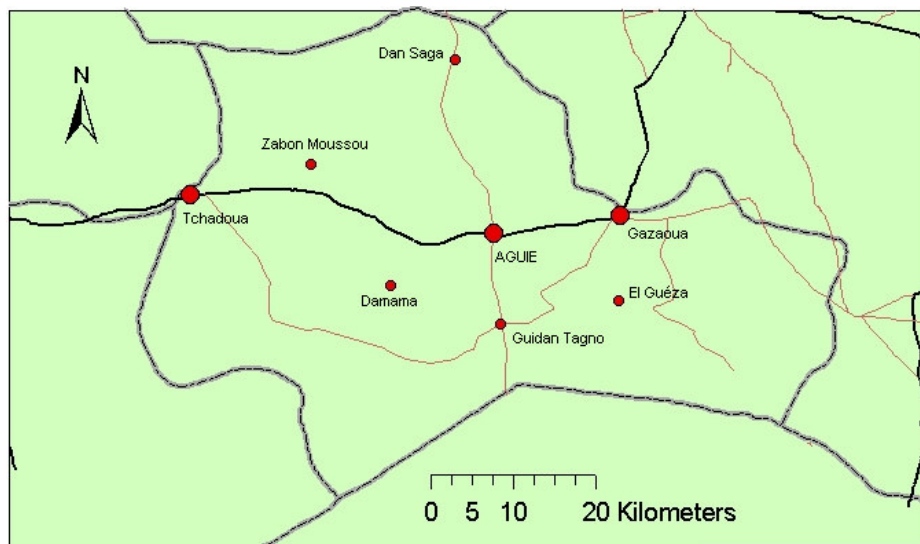 Dan Saga
N
Zabon Moussou
Tchadoua
Gazaoua
AGUIE
Damama
El Guéza
Guidan Tagno
0 5 10 20 Kilometers